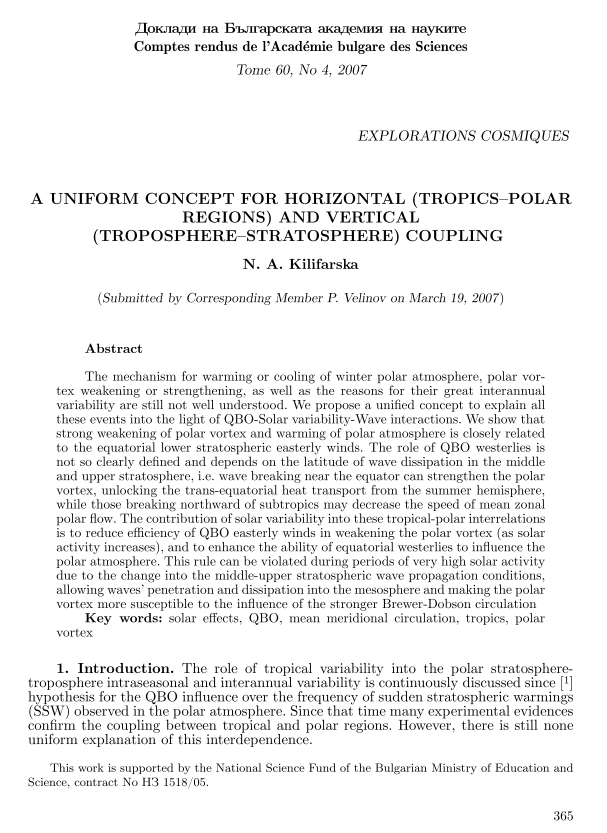 Доклади на Българската академия на науките
Comptes rendus de l'Académie bulgare des Sciences
Tome 60, No 4, 2007
EXPLORATIONS COSMIQUES
A UNIFORM CONCEPT FOR HORIZONTAL (TROPICS–POLAR
REGIONS) AND VERTICAL
(TROPOSPHERE–STRATOSPHERE) COUPLING
N. A. Kilifarska
(Submitted by Corresponding Member P. Velinov on March 19, 2007)
Abstract
The mechanism for warming or cooling of winter polar atmosphere, polar vor-
tex weakening or strengthening, as well as the reasons for their great interannual
variability are still not well understood. We propose a unified concept to explain all
these events into the light of QBO-Solar variability-Wave interactions. We show that
strong weakening of polar vortex and warming of polar atmosphere is closely related
to the equatorial lower stratospheric easterly winds. The role of QBO westerlies is
not so clearly defined and depends on the latitude of wave dissipation in the middle
and upper stratosphere, i.e. wave breaking near the equator can strengthen the polar
vortex, unlocking the trans-equatorial heat transport from the summer hemisphere,
while those breaking northward of subtropics may decrease the speed of mean zonal
polar flow. The contribution of solar variability into these tropical-polar interrelations
is to reduce efficiency of QBO easterly winds in weakening the polar vortex (as solar
activity increases), and to enhance the ability of equatorial westerlies to influence the
polar atmosphere. This rule can be violated during periods of very high solar activity
due to the change into the middle-upper stratospheric wave propagation conditions,
allowing waves' penetration and dissipation into the mesosphere and making the polar
vortex more susceptible to the influence of the stronger Brewer-Dobson circulation
Key words: solar effects, QBO, mean meridional circulation, tropics, polar
vortex
1. Introduction. The role of tropical variability into the polar stratosphere-
troposphere intraseasonal and interannual variability is continuously discussed since [1]
hypothesis for the QBO influence over the frequency of sudden stratospheric warmings
(SSW) observed in the polar atmosphere. Since that time many experimental evidences
confirm the coupling between tropical and polar regions. However, there is still none
uniform explanation of this interdependence.
This work is supported by the National Science Fund of the Bulgarian Ministry of Education and
Science, contract No НЗ 1518/05.
365